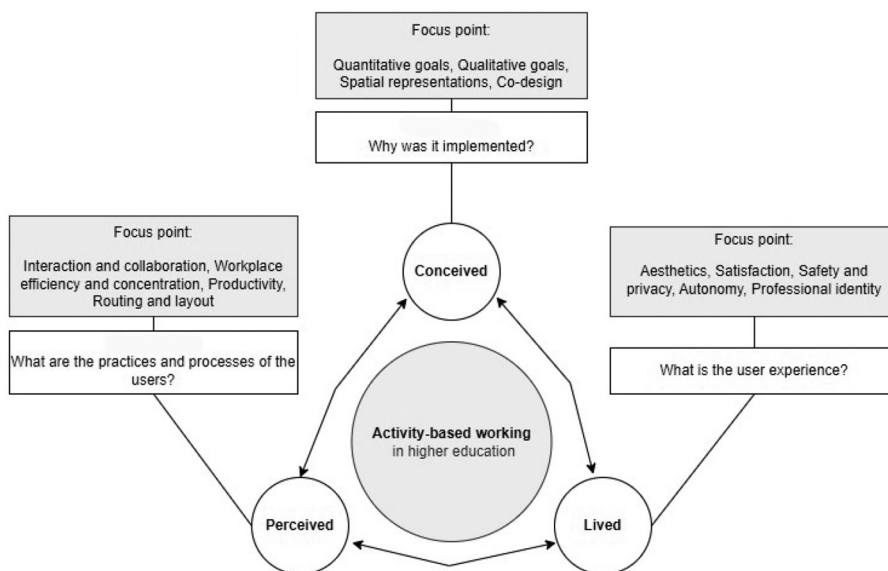 Focus point:
Quantitative goals, Qualitative goals,
Spatial representations, Co-design
Why was it implemented?
Focus point:
Interaction and collaboration, Workplace
efficiency and concentration, Productivity,
Routing and layout
What are the practices and processes of the
users?
Focus point:
Aesthetics, Satisfaction, Safety and
privacy, Autonomy, Professional identity
What is the user experience?
Conceived
Activity-based working
in higher education
Perceived
Lived